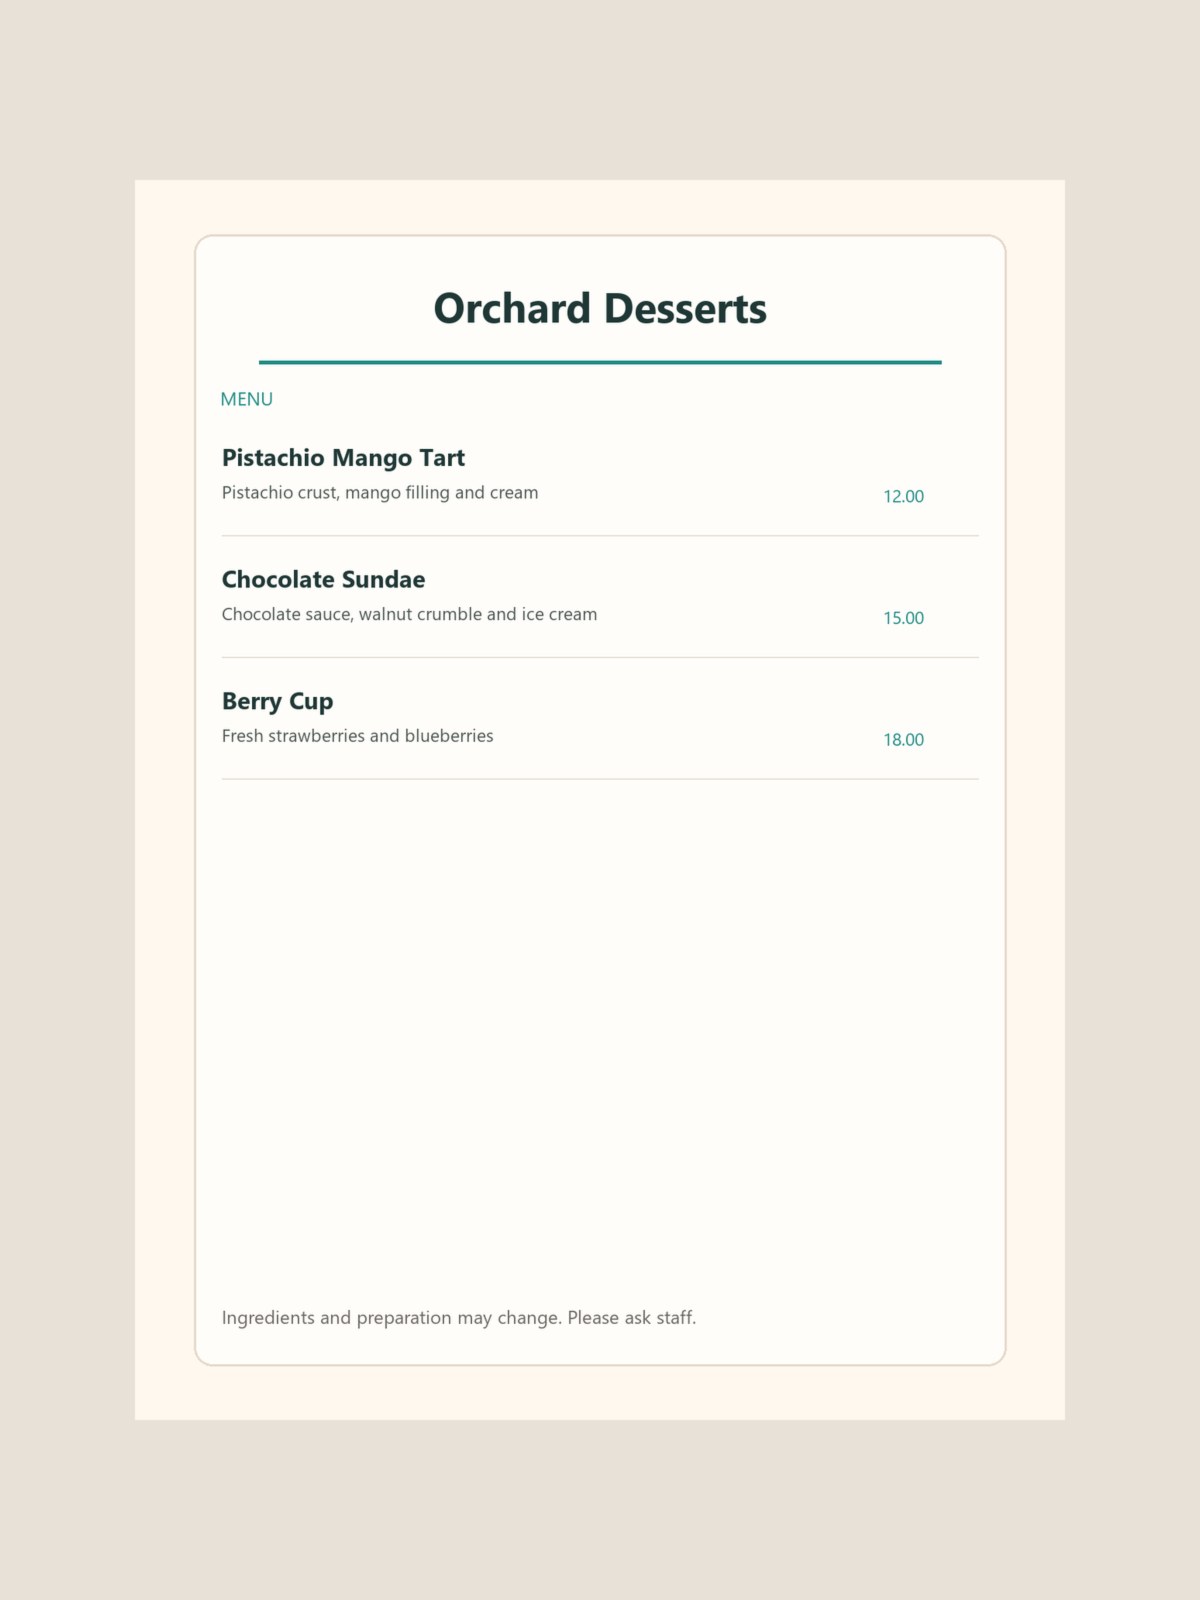 Orchard Desserts
MENU
Pistachio Mango Tart
Pistachio crust, mango filling and cream
12.00
Chocolate Sundae
Chocolate sauce, walnut crumble and ice cream
15.00
Berry Cup
Fresh strawberries and blueberries
18.00
Ingredients and preparation may change. Please ask staff.